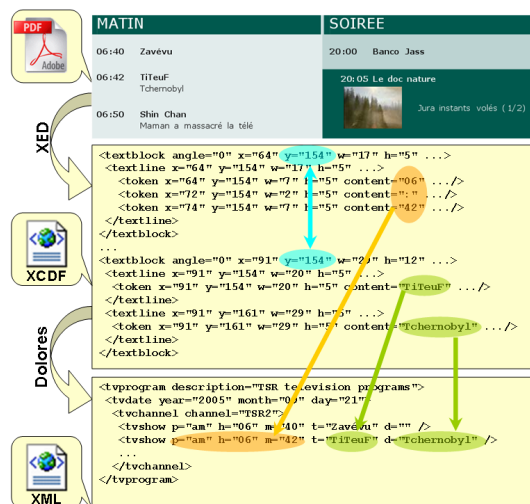 PDF
Adobe
MATIN
SOIREE
06:40 Zavévu
20:00 Banco Jass
06:42 TiTeuF
Tchernobyl
20:05 Le doc nature
Jura instants volés (1/2)
06:50 Shin Chan
Maman a massacré la télé
XED
<textblock angle="0" x="64" y="154" w="17" h="5" ...>
<textline x="64" y="154" w="17" h="5" ...>
<token x="64" y="154" w="7" h="5" content="06" .../>
<token x="72" y="154" w="2" h="5" content=":" .../>
<token x="74" y="154" w="7" h="5" content="42" .../>
</textline>
</textblock>
...
XCDF
<textblock angle="0" x="91" y="154" w="29" h="12" ...>
<textline x="91" y="154" w="20" h="5" ...>
<token x="91" y="154" w="20" h="5" content="TiTeuF" .../>
</textline>
<textline x="91" y="161" w="29" h="5" ...>
<token x="91" y="161" w="29" h="5" content="Tchernobyl" .../>
</textline>
</textblock>
Dolores
<tvprogram description="TSR television programs">
<tvdate year="2005" month="09" day="21">
<tvchannel channel="TSR2">
<tvshow p="am" h="06" m="40" t="Zavévu" d="" />
<tvshow p="am" h="06" m="42" t="TiTeuF" d="Tchernobyl" />
...
</tvchannel>
</tvprogram>
XML